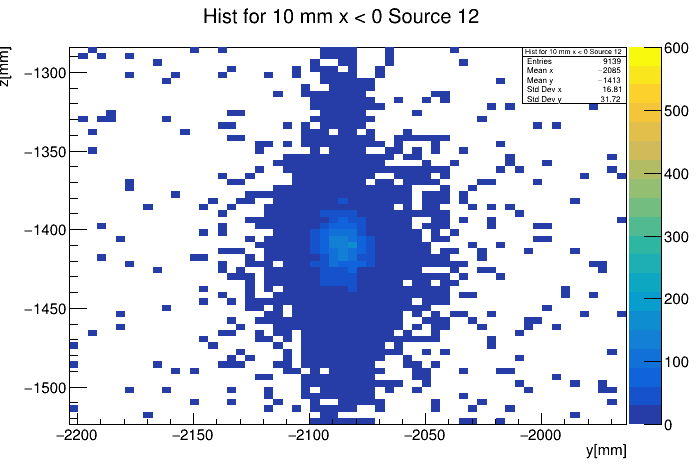 Hist for 10 mm x < 0 Source 12
z[mm]
Hist for 10 mm x < 0 Source 12
Entries 9139
Mean x −2085
Mean y −1413
Std Dev x 16.81
Std Dev y 31.72
−1300
−1350
−1400
−1450
−1500
−2200 −2150 −2100 −2050 −2000
y[mm]
600
500
400
300
200
100
0